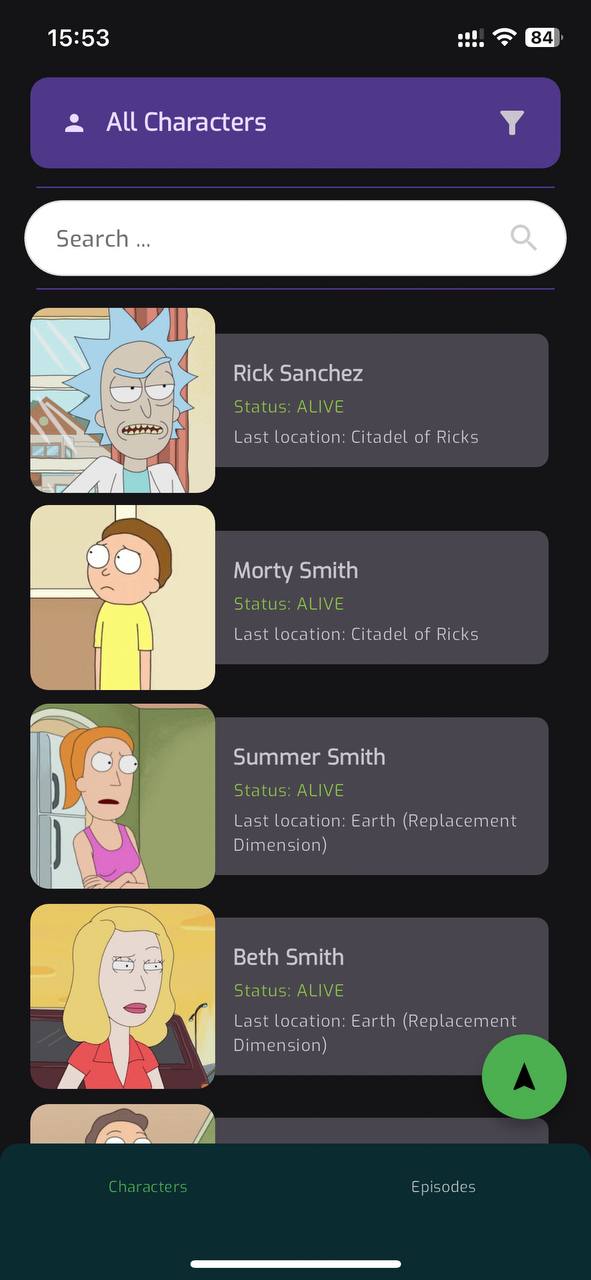 15:53
84
All Characters
Search ...
Rick Sanchez
Status: ALIVE
Last location: Citadel of Ricks
Morty Smith
Status: ALIVE
Last location: Citadel of Ricks
Summer Smith
Status: ALIVE
Last location: Earth (Replacement
Dimension)
Beth Smith
Status: ALIVE
Last location: Earth (Replacement
Dimension)
Characters
Episodes